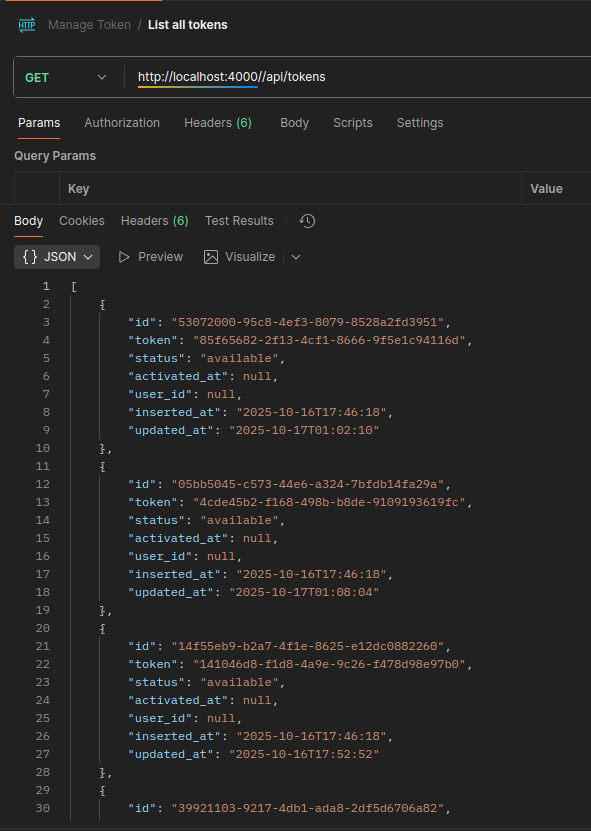 HTTP Manage Token / List all tokens
GET http://localhost:4000//api/tokens
Params Authorization Headers (6) Body Scripts Settings
Query Params
Key Value
Body Cookies Headers (6) Test Results
{} JSON Preview Visualize
1 [
2 {
3 "id": "53072000-95c8-4ef3-8079-8528a2fd3951",
4 "token": "85f65682-2f13-4cf1-8666-9f5e1c94116d",
5 "status": "available",
6 "activated_at": null,
7 "user_id": null,
8 "inserted_at": "2025-10-16T17:46:18",
9 "updated_at": "2025-10-17T01:02:10"
10 },
11 {
12 "id": "05bb5045-c573-44e6-a324-7bfdb14fa29a",
13 "token": "4cde45b2-f168-498b-b8de-9109193619fc",
14 "status": "available",
15 "activated_at": null,
16 "user_id": null,
17 "inserted_at": "2025-10-16T17:46:18",
18 "updated_at": "2025-10-17T01:08:04"
19 },
20 {
21 "id": "14f55eb9-b2a7-4f1e-8625-e12dc0882260",
22 "token": "141046d8-f1d8-4a9e-9c26-f478d98e97b0",
23 "status": "available",
24 "activated_at": null,
25 "user_id": null,
26 "inserted_at": "2025-10-16T17:46:18",
27 "updated_at": "2025-10-16T17:52:52"
28 },
29 {
30 "id": "39921103-9217-4db1-ada8-2df5d6706a82",